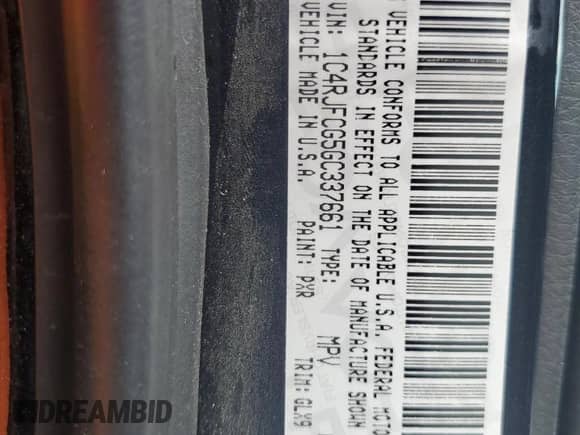 VEHICLE CONFORMS TO ALL APPLICABLE U.S.A. FEDERAL MOTO
STANDARDS IN EFFECT ON THE DATE OF MANUFACTURE SHOWN
VIN: 1C4RJFCG5GC337661 TYPE: MPV
VEHICLE MADE IN U.S.A. PAINT: PXR TRIM: GLX9
DREAMBID